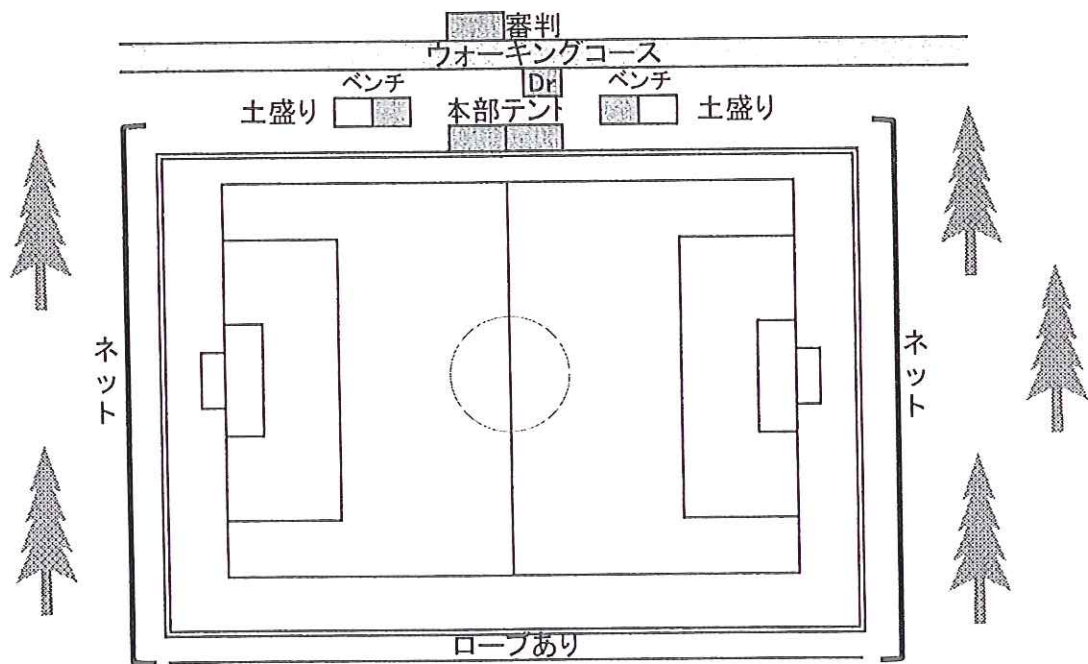 審判
ウォーキングコース
Dr
ベンチ
ベンチ
土盛り
本部テント
土盛り
ネット
ネット
ロープあり